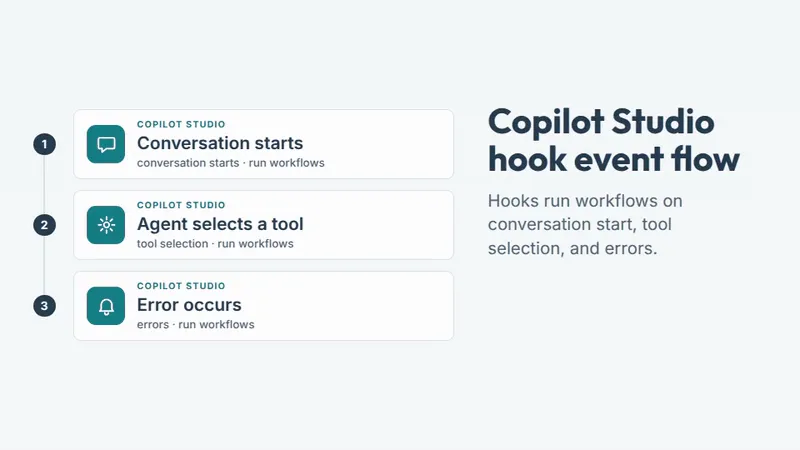 1
COPILOT STUDIO
Conversation starts
conversation starts · run workflows
2
COPILOT STUDIO
Agent selects a tool
tool selection · run workflows
3
COPILOT STUDIO
Error occurs
errors · run workflows
Copilot Studio
hook event flow
Hooks run workflows on
conversation start, tool
selection, and errors.